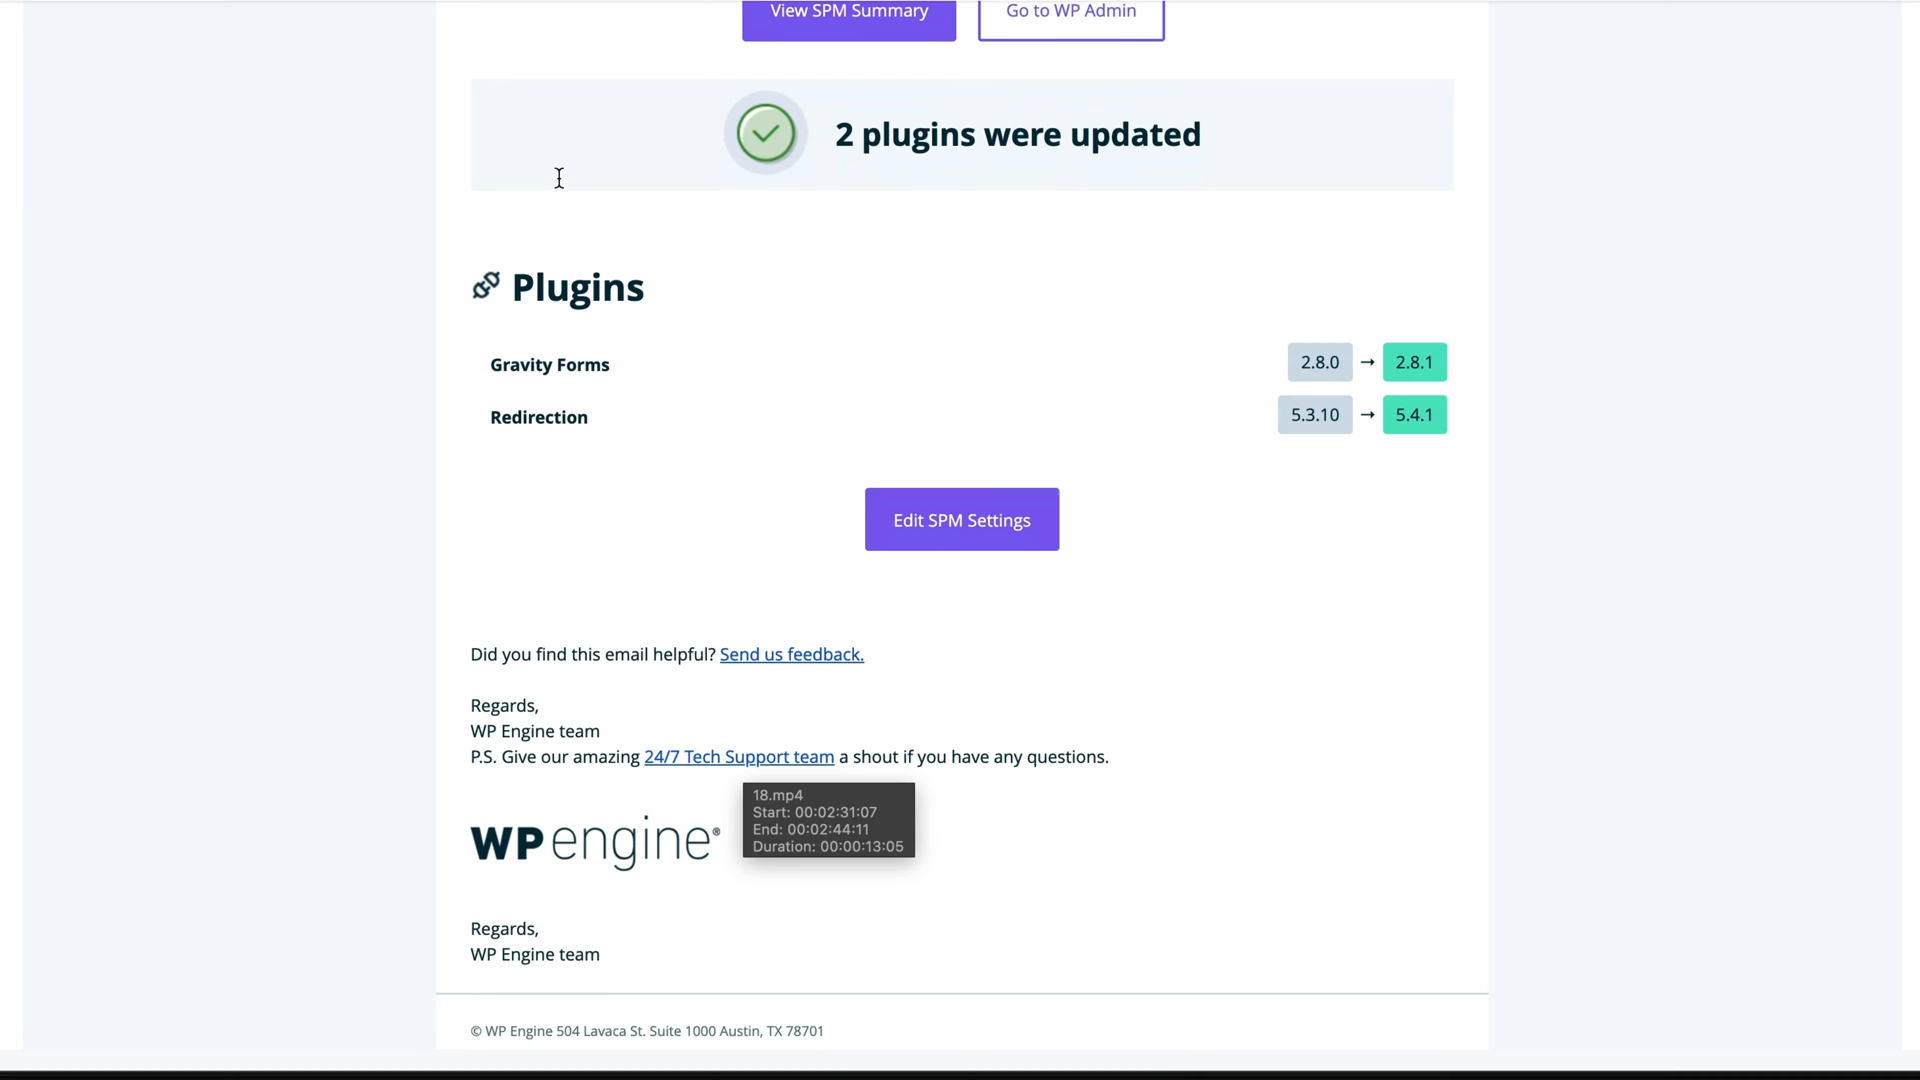 View SPM Summary
Go to WP Admin
2 plugins were updated
Plugins
Gravity Forms
2.8.0 → 2.8.1
Redirection
5.3.10 → 5.4.1
Edit SPM Settings
Did you find this email helpful? Send us feedback.
Regards,
WP Engine team
P.S. Give our amazing 24/7 Tech Support team a shout if you have any questions.
18.mp4
Start: 00:02:31:07
End: 00:02:44:11
Duration: 00:00:13:05
WP engine®
Regards,
WP Engine team
© WP Engine 504 Lavaca St. Suite 1000 Austin, TX 78701